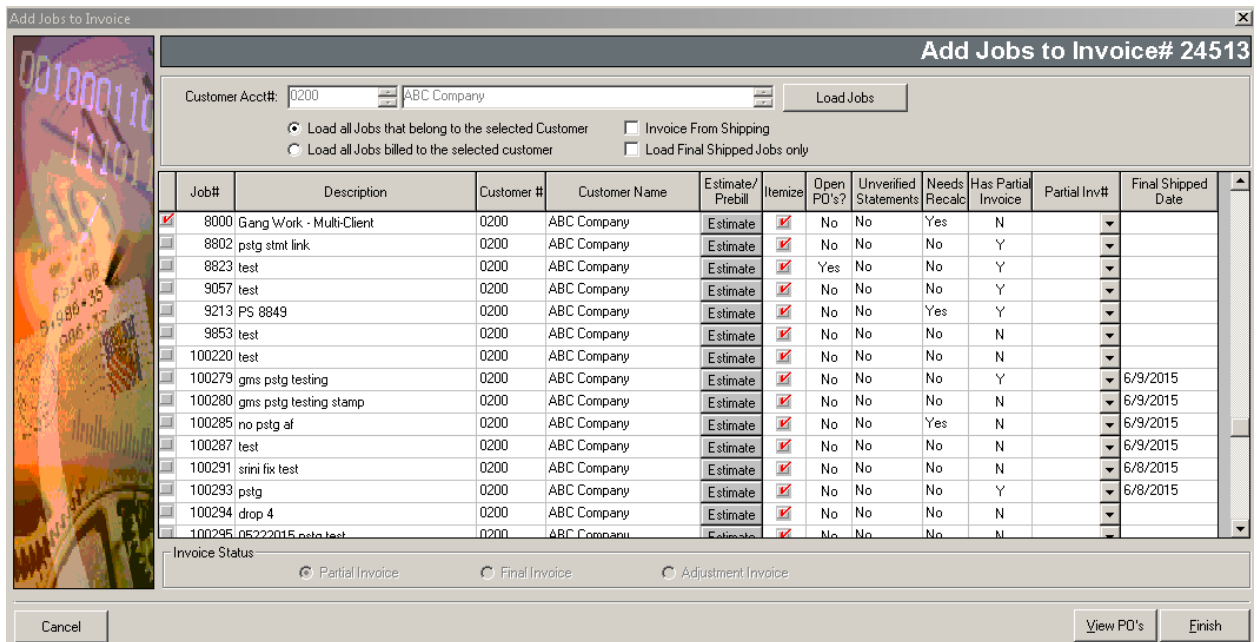 Add Jobs to Invoice
Add Jobs to Invoice# 24513
Customer Acct#: 0200 ABC Company Load Jobs
Load all Jobs that belong to the selected Customer Invoice From Shipping
Load all Jobs billed to the selected customer Load Final Shipped Jobs only
Job# Description Customer # Customer Name Estimate/ Prebill Itemize Open PO's? Unverified Statements Needs Recalc Has Partial Invoice Partial Inv# Final Shipped Date
8000 Gang Work - Multi-Client 0200 ABC Company Estimate No No Yes N
8802 pstg stmt link 0200 ABC Company Estimate No No No Y
8823 test 0200 ABC Company Estimate Yes No No Y
9057 test 0200 ABC Company Estimate No No No Y
9213 PS 8849 0200 ABC Company Estimate No No Yes Y
9853 test 0200 ABC Company Estimate No No No N
100220 test 0200 ABC Company Estimate No No No N
100279 gms pstg testing 0200 ABC Company Estimate No No No Y 6/9/2015
100280 gms pstg testing stamp 0200 ABC Company Estimate No No No N 6/9/2015
100285 no pstg af 0200 ABC Company Estimate No No Yes N 6/9/2015
100287 test 0200 ABC Company Estimate No No No N 6/9/2015
100291 srini fix test 0200 ABC Company Estimate No No No N 6/8/2015
100293 pstg 0200 ABC Company Estimate No No No Y 6/8/2015
100294 drop 4 0200 ABC Company Estimate No No No N
100295 05222015 pstg test 0200 ABC Company Estimate No No No N
Invoice Status
Partial Invoice Final Invoice Adjustment Invoice
Cancel View PO's Finish